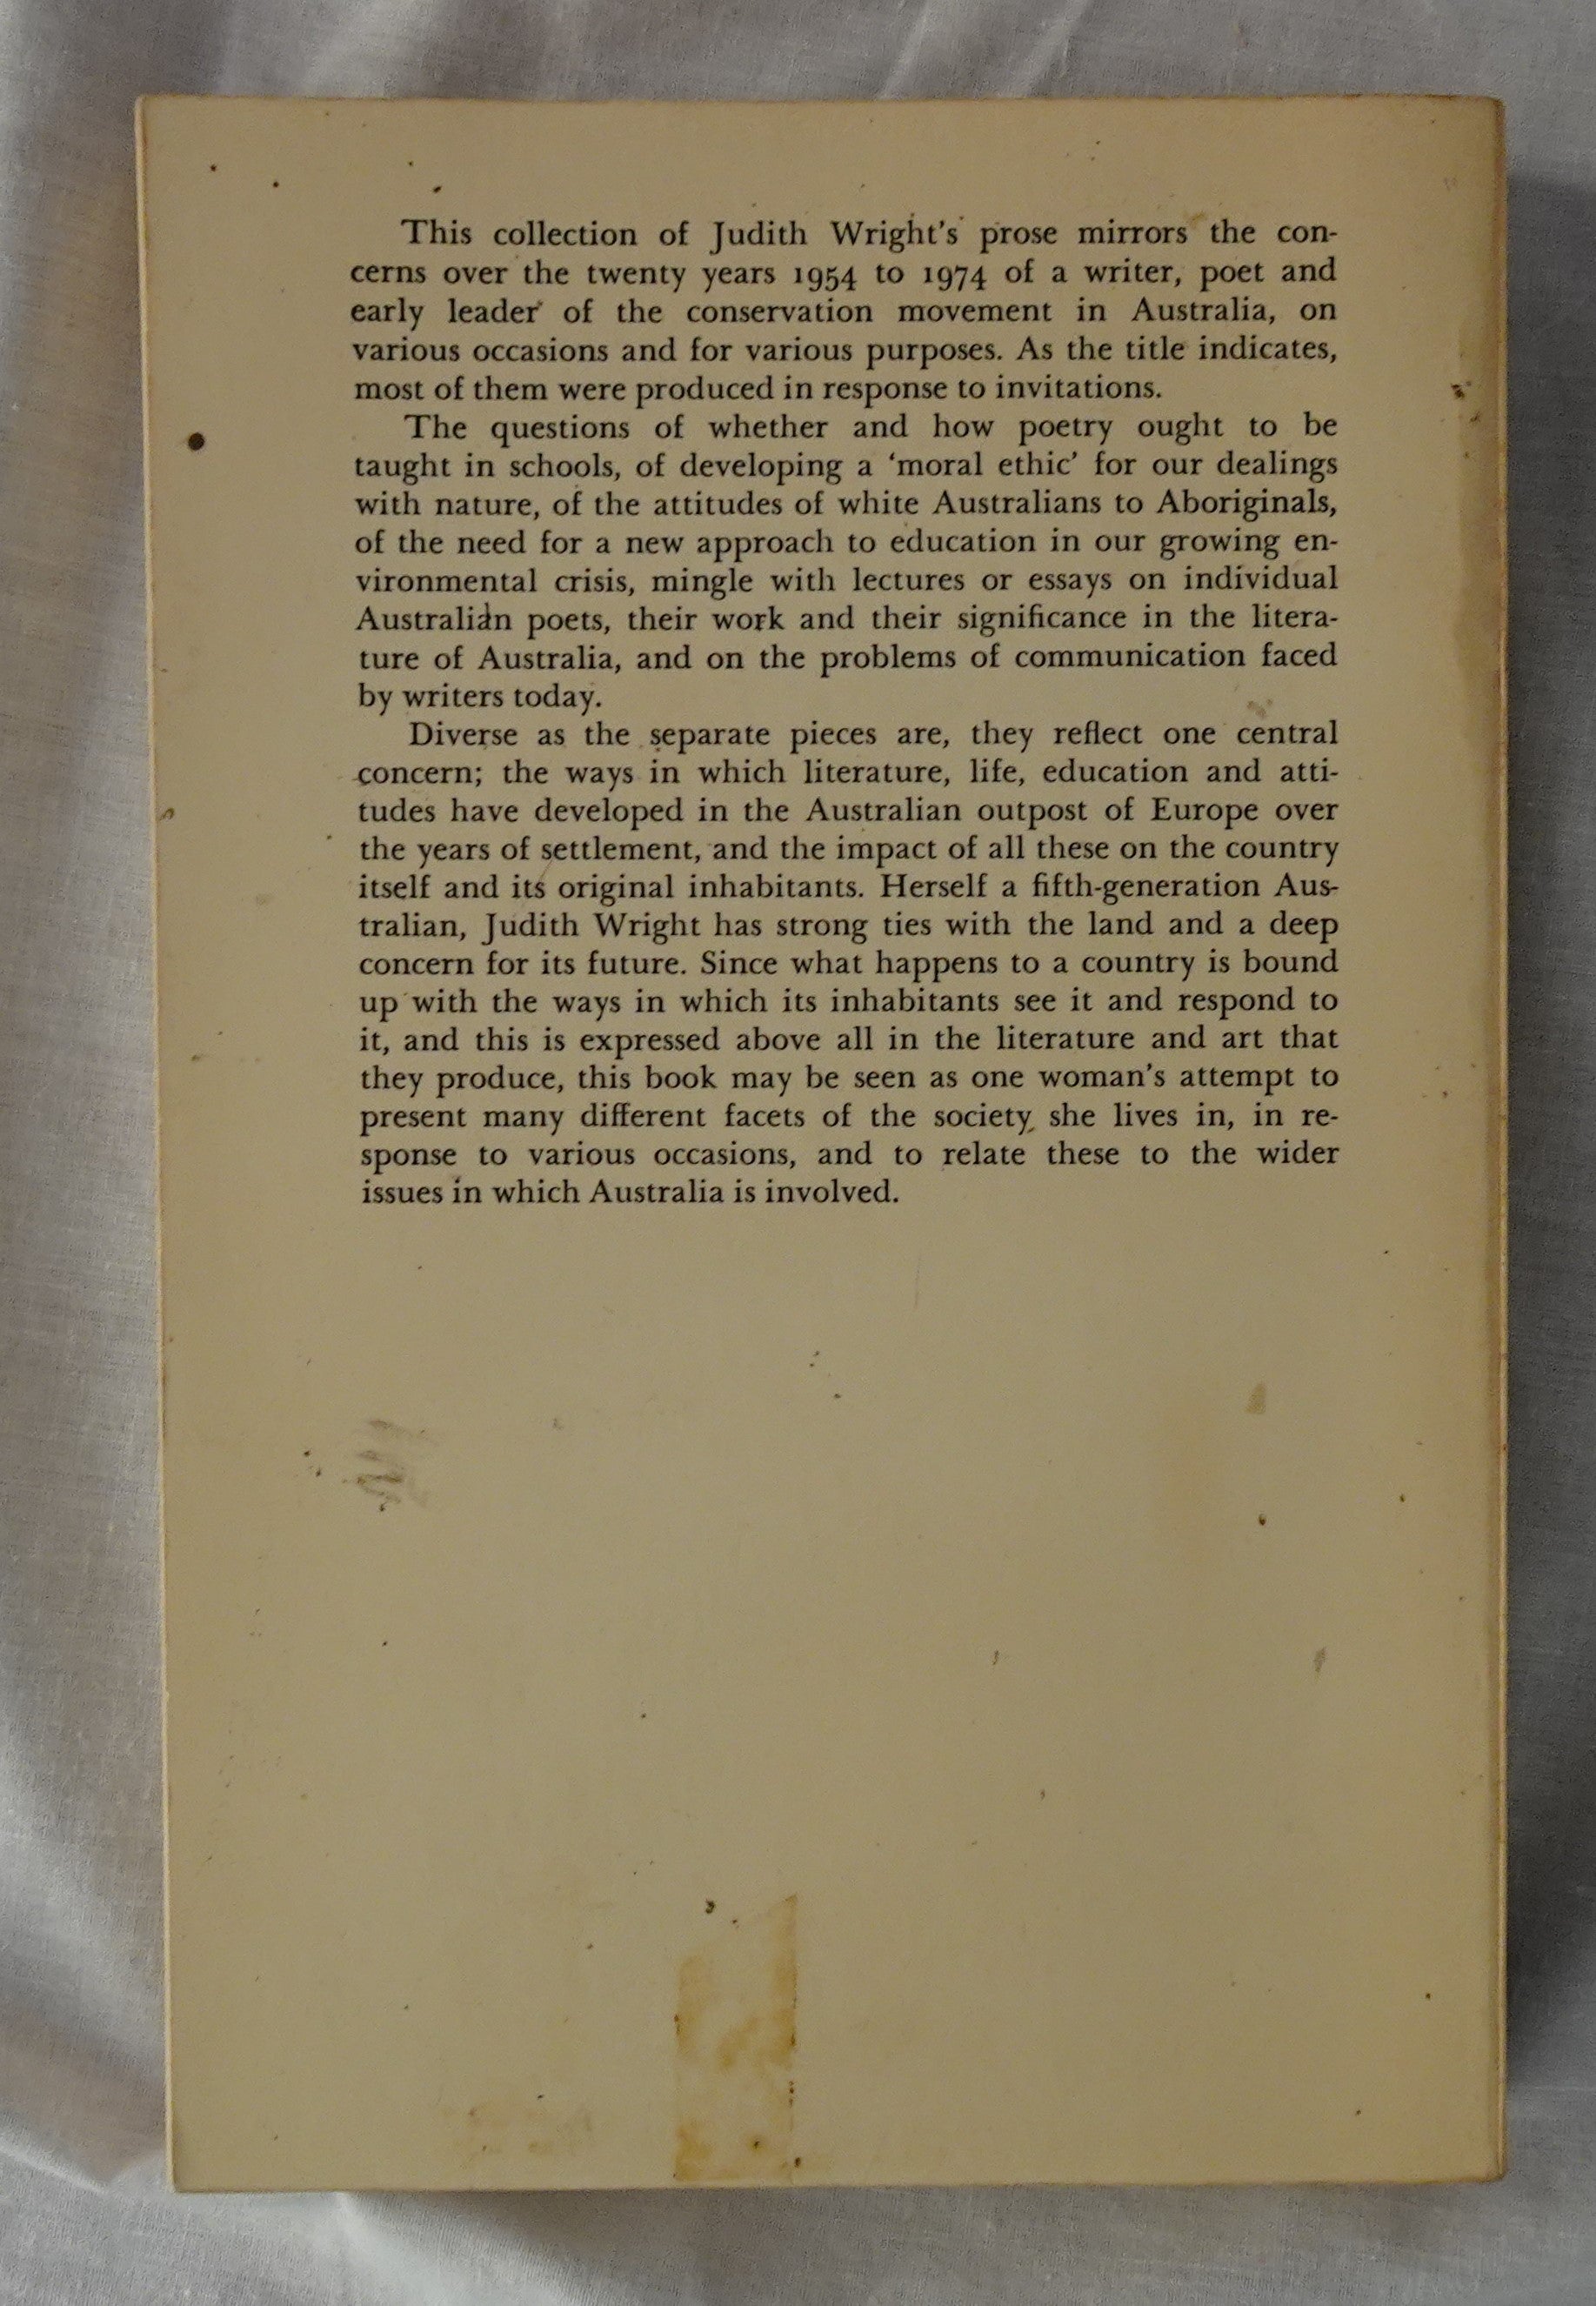 This collection of Judith Wright's prose mirrors the con-
cerns over the twenty years 1954 to 1974 of a writer, poet and
early leader of the conservation movement in Australia, on
various occasions and for various purposes. As the title indicates,
most of them were produced in response to invitations.
The questions of whether and how poetry ought to be
taught in schools, of developing a ‘moral ethic’ for our dealings
with nature, of the attitudes of white Australians to Aboriginals,
of the need for a new approach to education in our growing en-
vironmental crisis, mingle with lectures or essays on individual
Australian poets, their work and their significance in the litera-
ture of Australia, and on the problems of communication faced
by writers today.
Diverse as the separate pieces are, they reflect one central
concern; the ways in which literature, life, education and atti-
tudes have developed in the Australian outpost of Europe over
the years of settlement, and the impact of all these on the country
itself and its original inhabitants. Herself a fifth-generation Aus-
tralian, Judith Wright has strong ties with the land and a deep
concern for its future. Since what happens to a country is bound
up with the ways in which its inhabitants see it and respond to
it, and this is expressed above all in the literature and art that
they produce, this book may be seen as one woman's attempt to
present many different facets of the society she lives in, in re-
sponse to various occasions, and to relate these to the wider
issues in which Australia is involved.